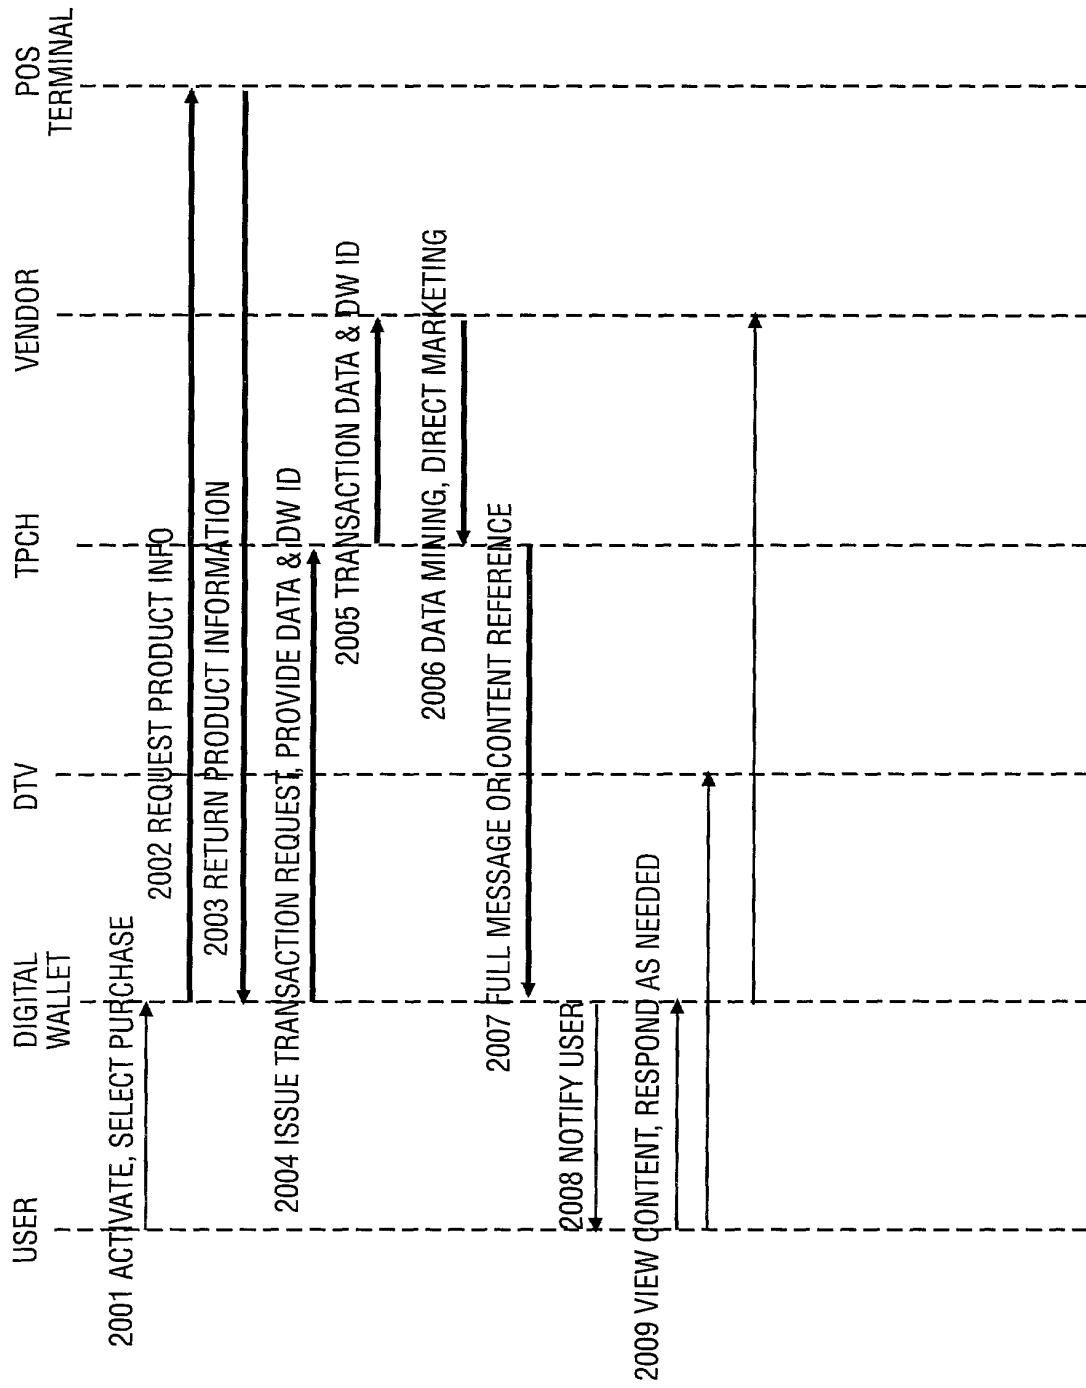 USER
DIGITAL
WALLET
DTV
TPCH
VENDOR
POS
TERMINAL
2001 ACTIVATE, SELECT PURCHASE
2002 REQUEST PRODUCT INFO
2003 RETURN PRODUCT INFORMATION
2004 ISSUE TRANSACTION REQUEST, PROVIDE DATA & DW ID
2005 TRANSACTION DATA & DW ID
2006 DATA MINING, DIRECT MARKETING
2007 FULL MESSAGE OR CONTENT REFERENCE
2008 NOTIFY USER
2009 VIEW CONTENT, RESPOND AS NEEDED